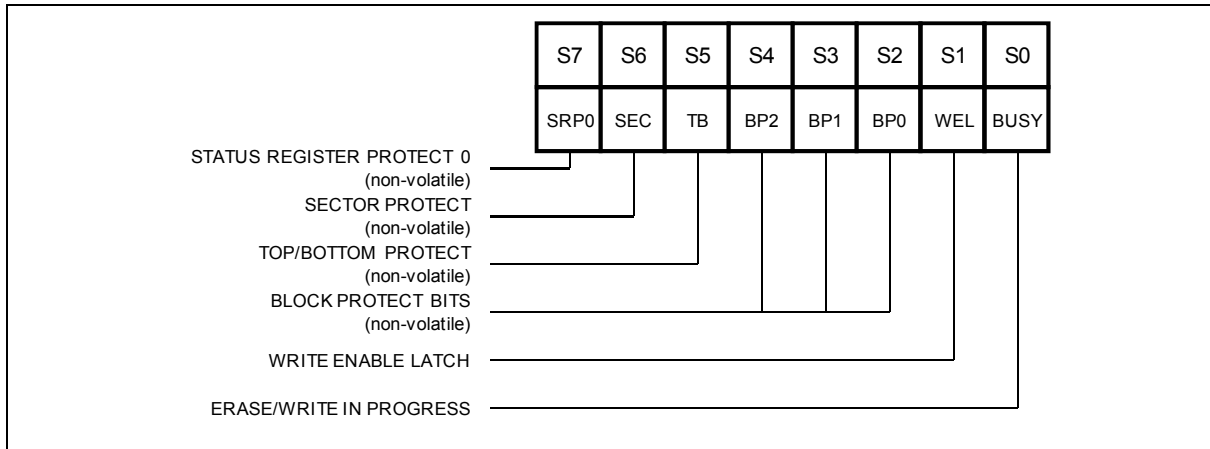 S7 S6 S5 S4 S3 S2 S1 S0
SRP0 SEC TB BP2 BP1 BP0 WEL BUSY
STATUS REGISTER PROTECT 0
(non-volatile)
SECTOR PROTECT
(non-volatile)
TOP/BOTTOM PROTECT
(non-volatile)
BLOCK PROTECT BITS
(non-volatile)
WRITE ENABLE LATCH
ERASE/WRITE IN PROGRESS